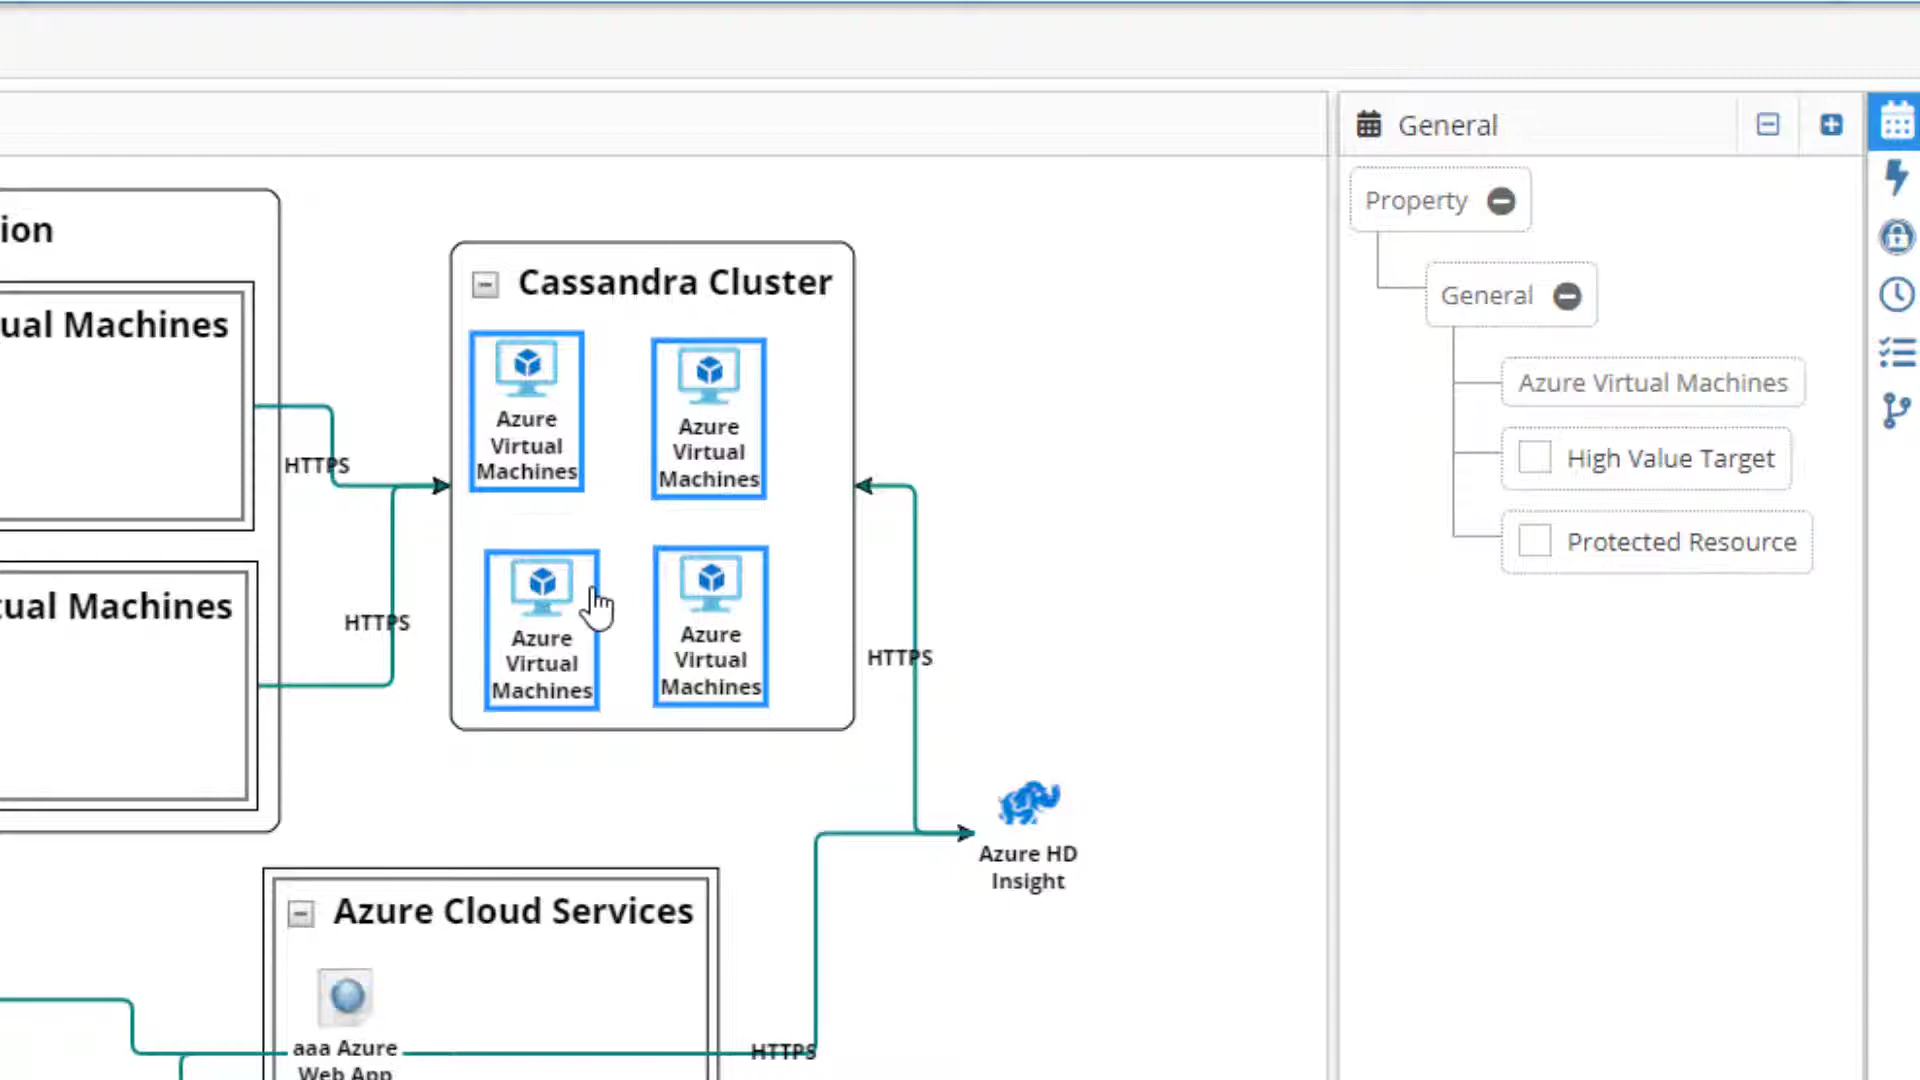 General
Property
General
Azure Virtual Machines
High Value Target
Protected Resource
ion
ual Machines
HTTPS
tual Machines
HTTPS
Cassandra Cluster
Azure
Virtual
Machines
Azure
Virtual
Machines
Azure
Virtual
Machines
Azure
Virtual
Machines
HTTPS
Azure HD
Insight
Azure Cloud Services
aaa Azure
Web App
HTTPS